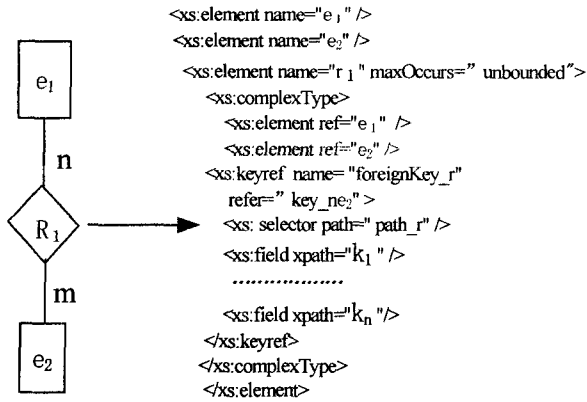 e₁
n
R₁
m
e₂
<xs:element name="e₁" />
<xs:element name="e₂" />
<xs:element name="r₁" maxOccurs=” unbounded">
<xs:complexType>
<xs:element ref="e₁" />
<xs:element ref="e₂" />
<xs:keyref name= "foreignKey_r"
refer=” key_ne₂" >
<xs: selector path=" path_r" />
<xs:field xpath="k₁ " />
..................
<xs:field xpath="kₙ "/>
</xs:keyref>
</xs:complexType>
</xs:element>